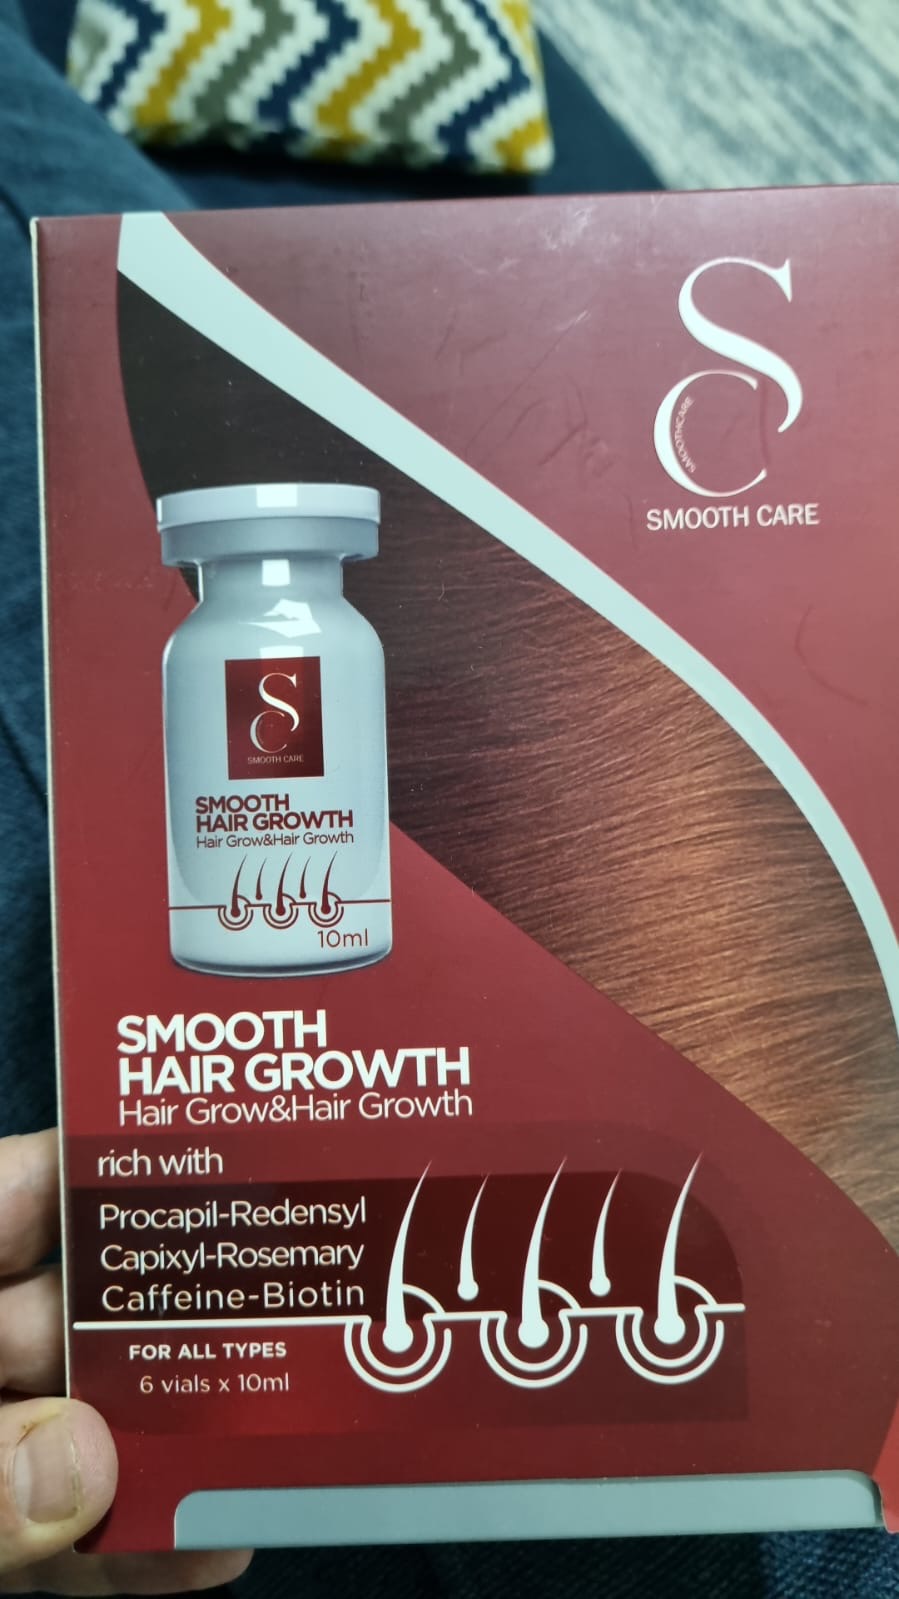 SC
SMOOTHCARE
SMOOTH CARE
SC
SMOOTH CARE
SMOOTH
HAIR GROWTH
Hair Grow&Hair Growth
10ml
SMOOTH
HAIR GROWTH
Hair Grow&Hair Growth
rich with
Procapil-Redensyl
Capixyl-Rosemary
Caffeine-Biotin
FOR ALL TYPES
6 vials x 10ml